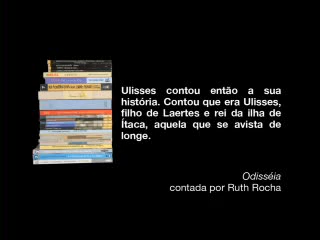 Ulisses contou então a sua
história. Contou que era Ulisses,
filho de Laertes e rei da ilha de
Ítaca, aquela que se avista de
longe.
Odisséia
contada por Ruth Rocha